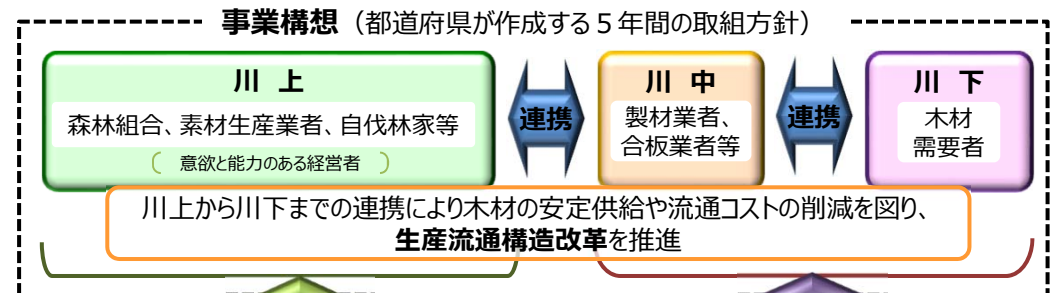 事業構想（都道府県が作成する５年間の取組方針）
川 上
森林組合、素材生産業者、自伐林家等
（ 意欲と能力のある経営者 ）
連携
川 中
製材業者、
合板業者等
連携
川 下
木材
需要者
川上から川下までの連携により木材の安定供給や流通コストの削減を図り、
生産流通構造改革を推進